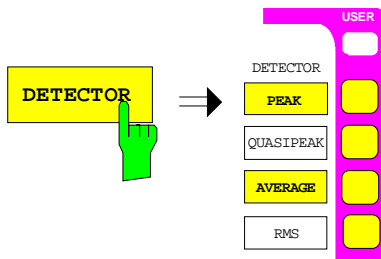 USER
DETECTOR
DETECTOR
PEAK
QUASIPEAK
AVERAGE
RMS